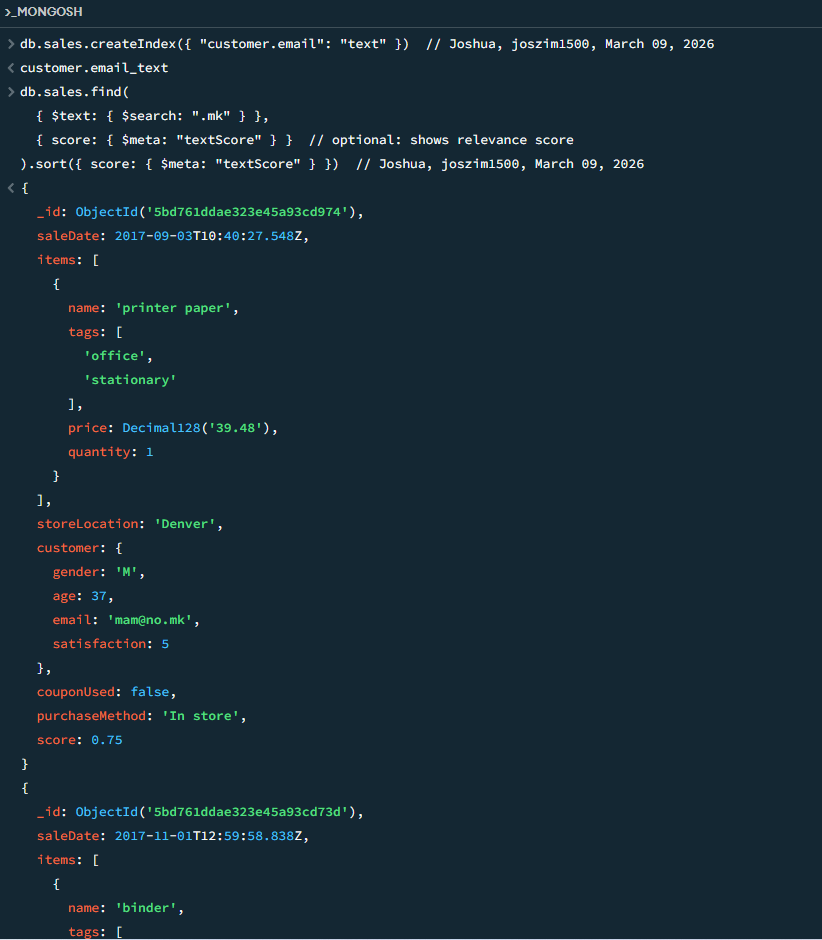 >_MONGOSH
> db.sales.createIndex({ "customer.email": "text" })  // Joshua, joszim1500, March 09, 2026
< customer.email_text
> db.sales.find(
    { $text: { $search: ".mk" } },
    { score: { $meta: "textScore" } }  // optional: shows relevance score
  ).sort({ score: { $meta: "textScore" } })  // Joshua, joszim1500, March 09, 2026
< {
    _id: ObjectId('5bd761ddae323e45a93cd974'),
    saleDate: 2017-09-03T10:40:27.548Z,
    items: [
      {
        name: 'printer paper',
        tags: [
          'office',
          'stationary'
        ],
        price: Decimal128('39.48'),
        quantity: 1
      }
    ],
    storeLocation: 'Denver',
    customer: {
      gender: 'M',
      age: 37,
      email: 'mam@no.mk',
      satisfaction: 5
    },
    couponUsed: false,
    purchaseMethod: 'In store',
    score: 0.75
  }
  {
    _id: ObjectId('5bd761ddae323e45a93cd73d'),
    saleDate: 2017-11-01T12:59:58.838Z,
    items: [
      {
        name: 'binder',
        tags: [